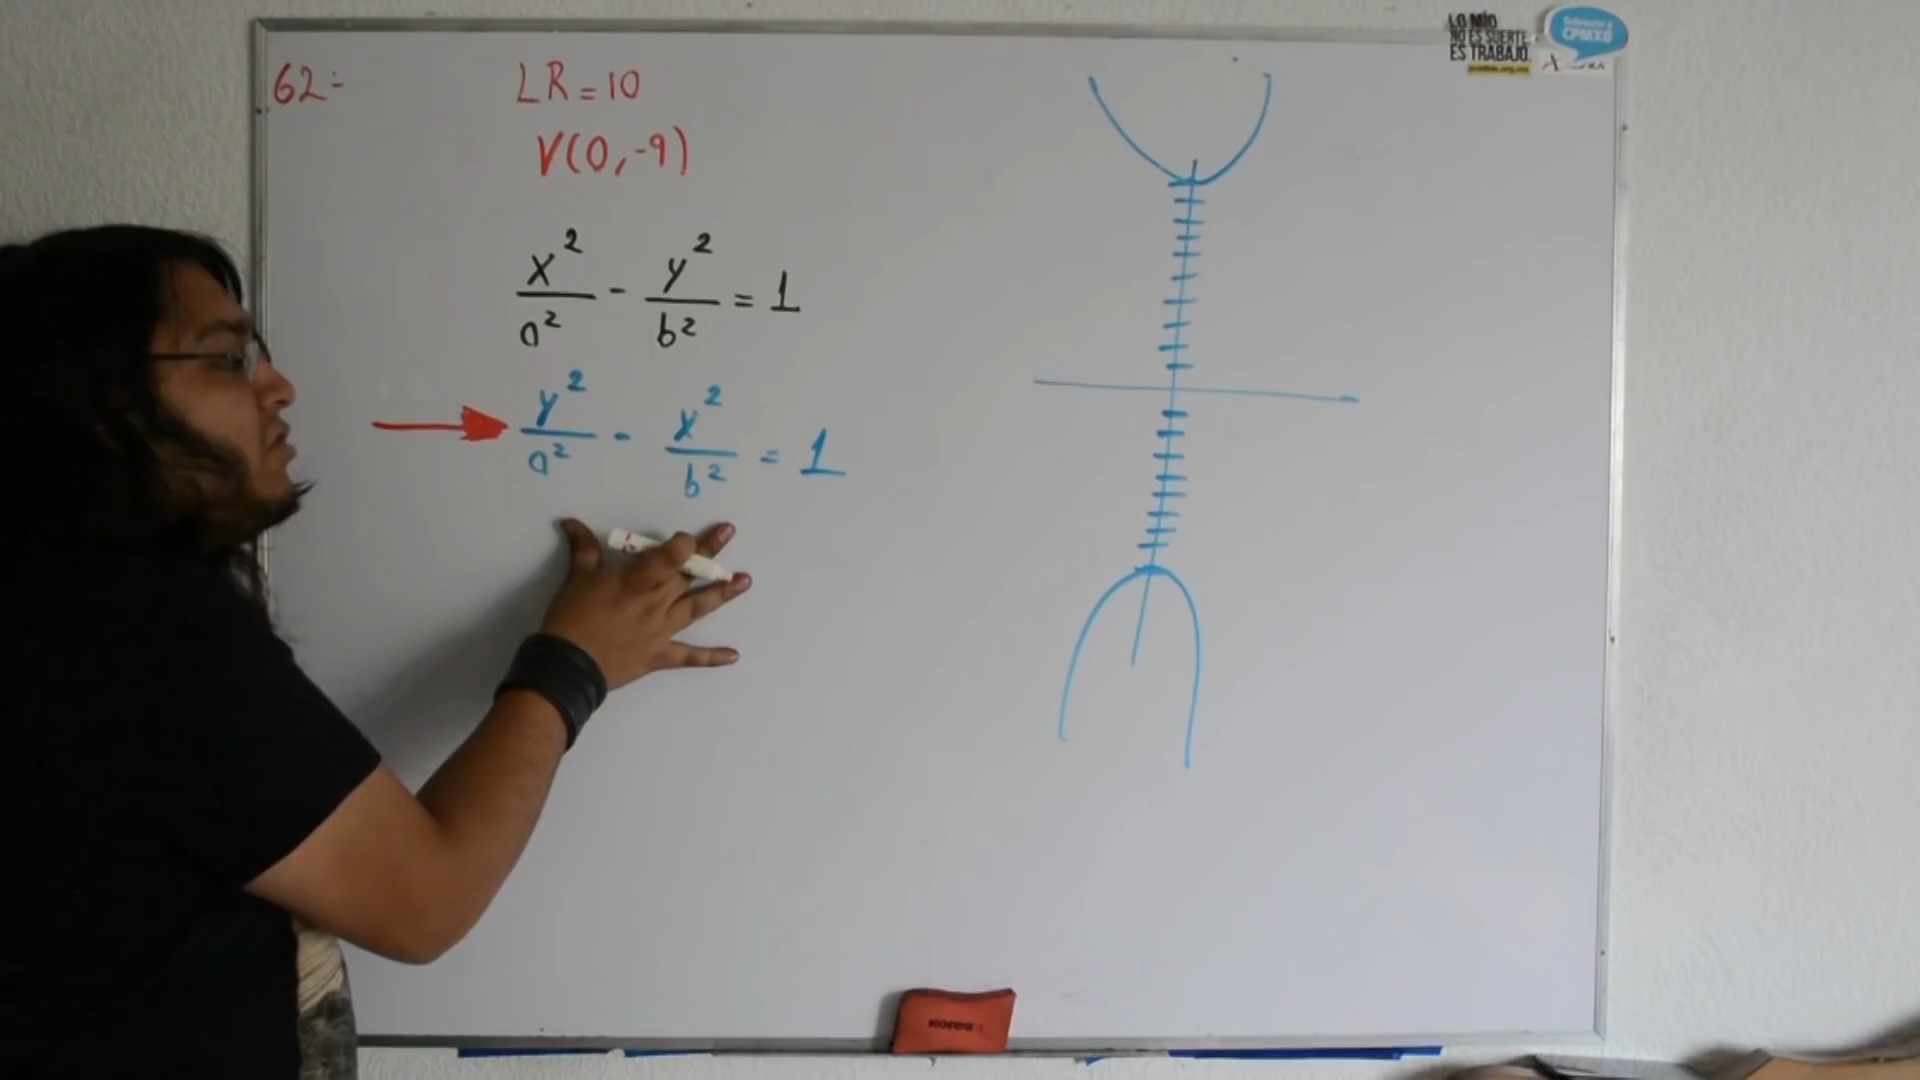 62:
LR = 10
V(0, -9)
x² / a² - y² / b² = 1
y² / a² - x² / b² = 1
LO MÍO
NO ES SUERTE,
ES TRABAJO.
CPMX8